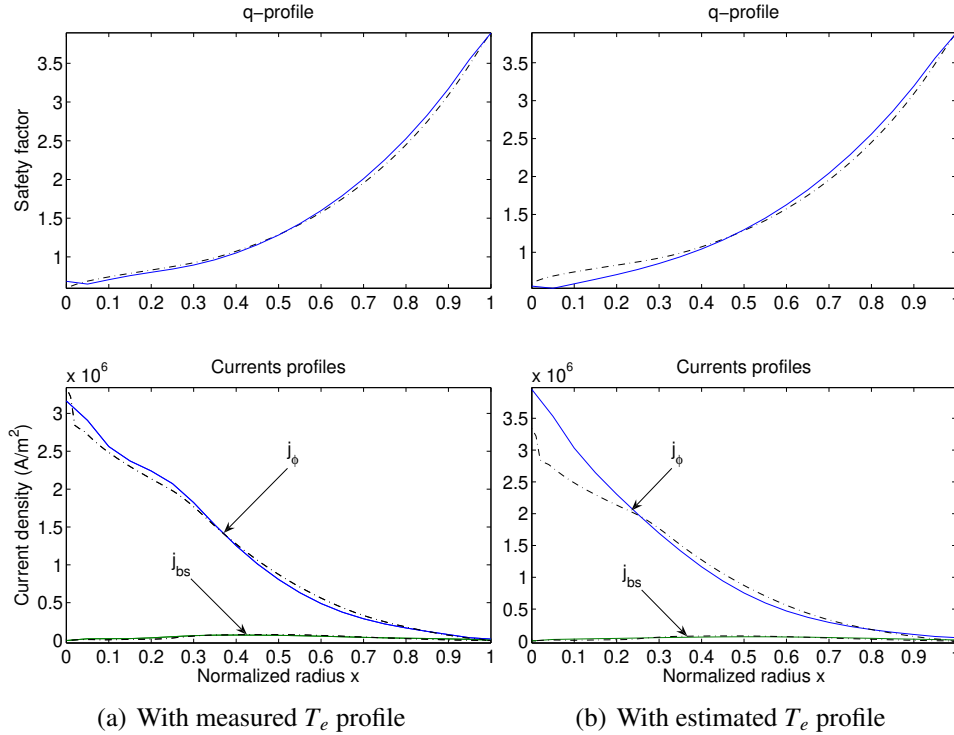 q−profile
q−profile
3.5
3
2.5
2
1.5
1
Safety factor
0 0.1 0.2 0.3 0.4 0.5 0.6 0.7 0.8 0.9 1
3.5
3
2.5
2
1.5
1
0 0.1 0.2 0.3 0.4 0.5 0.6 0.7 0.8 0.9 1
x 10^6
Currents profiles
3
2.5
2
1.5
1
0.5
0
Current density (A/m^2)
j_ϕ
j_bs
0 0.1 0.2 0.3 0.4 0.5 0.6 0.7 0.8 0.9 1
Normalized radius x
x 10^6
Currents profiles
3.5
3
2.5
2
1.5
1
0.5
0
j_ϕ
j_bs
0 0.1 0.2 0.3 0.4 0.5 0.6 0.7 0.8 0.9 1
Normalized radius x
(a) With measured T_e profile
(b) With estimated T_e profile